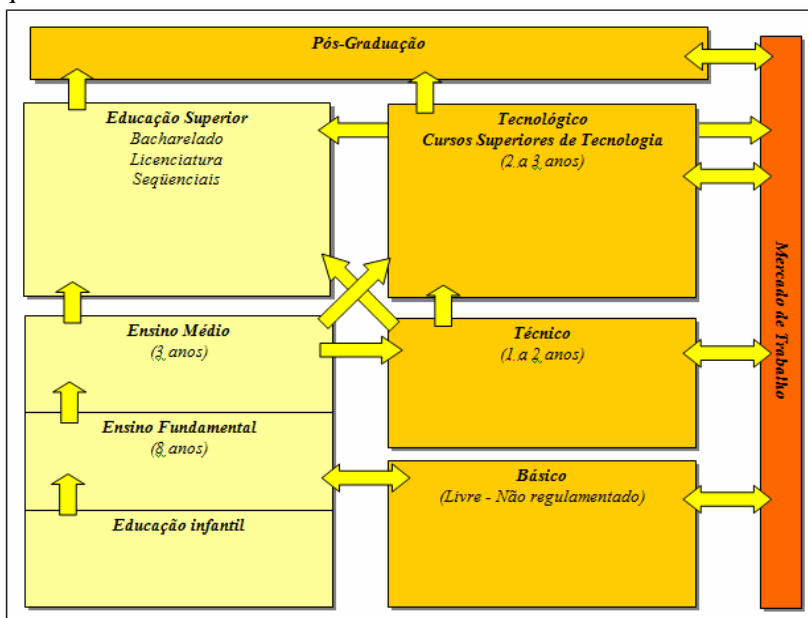 Pós-Graduação
Educação Superior
Bacharelado
Licenciatura
Seqüenciais
Tecnológico
Cursos Superiores de Tecnologia
(2 a 3 anos)
Ensino Médio
(3 anos)
Técnico
(1 a 2 anos)
Ensino Fundamental
(8 anos)
Básico
(Livre - Não regulamentado)
Educação infantil
Mercado de Trabalho